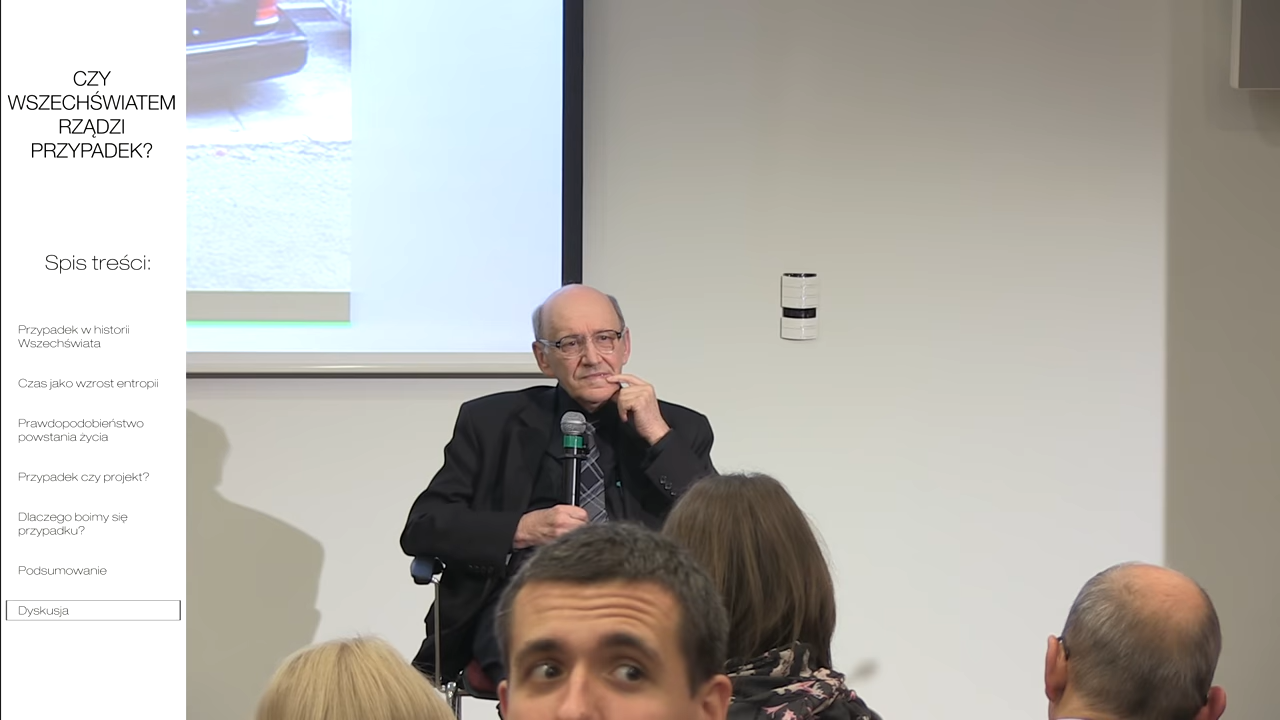 CZY
WSZECHŚWIATEM
RZĄDZI
PRZYPADEK?
Spis treści:
Przypadek w historii
Wszechświata
Czas jako wzrost entropii
Prawdopodobieństwo
powstania życia
Przypadek czy projekt?
Dlaczego boimy się
przypadku?
Podsumowanie
Dyskusja